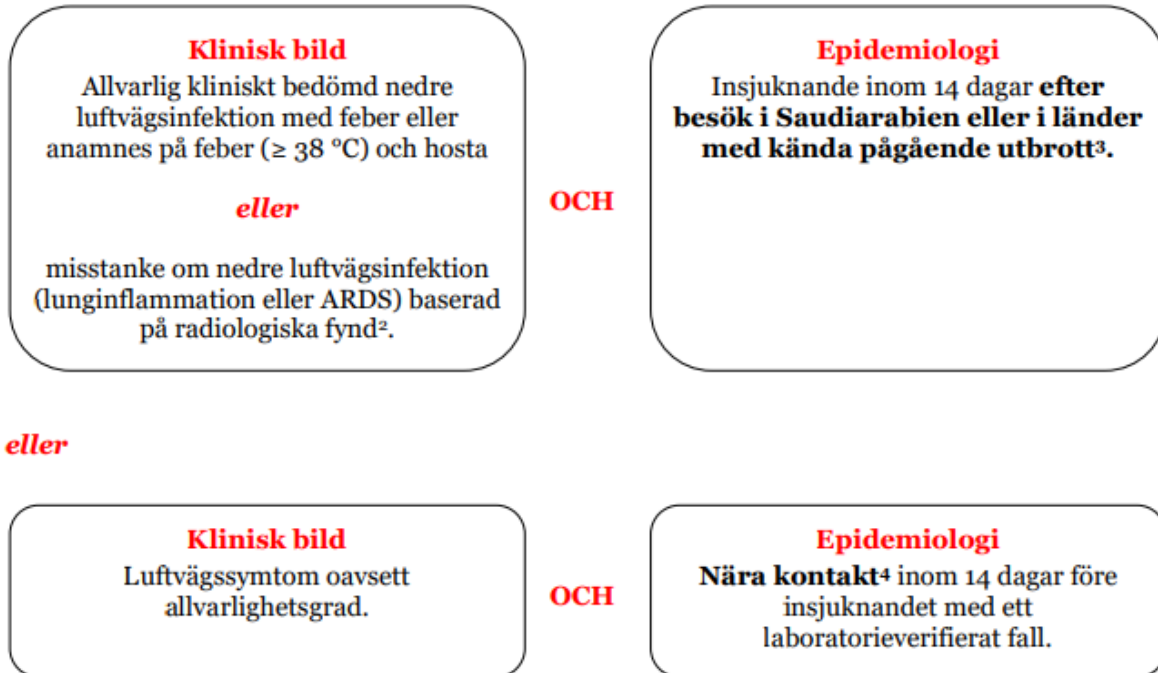 Klinisk bild
Allvarlig kliniskt bedömd nedre
luftvägsinfektion med feber eller
anamnes på feber (≥ 38 °C) och hosta
eller
misstanke om nedre luftvägsinfektion
(lunginflammation eller ARDS) baserad
på radiologiska fynd².
OCH
Epidemiologi
Insjuknande inom 14 dagar efter
besök i Saudiarabien eller i länder
med kända pågående utbrott³.
eller
Klinisk bild
Luftvägssymtom oavsett
allvarlighetsgrad.
OCH
Epidemiologi
Nära kontakt⁴ inom 14 dagar före
insjuknandet med ett
laboratorieverifierat fall.